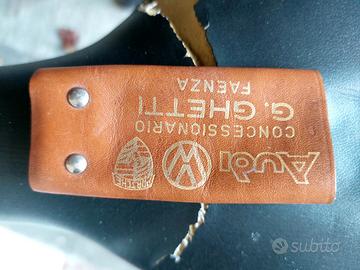 Audi
CONCESSIONARIO
G. GHETTI
FAENZA
subito